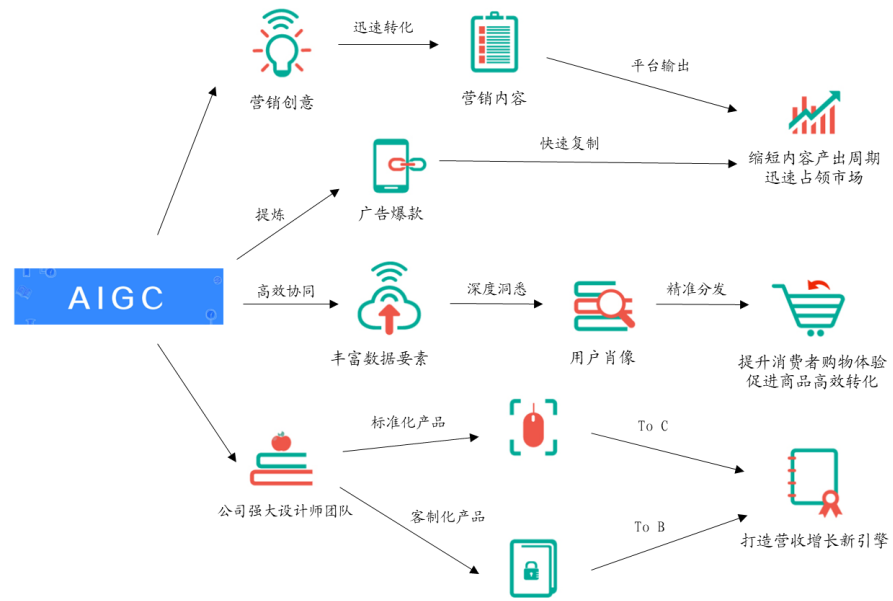 迅速转化
营销创意
营销内容
平台输出
缩短内容产出周期
迅速占领市场
快速复制
提炼
广告爆款
AIGC
高效协同
丰富数据要素
深度洞悉
用户肖像
精准分发
提升消费者购物体验
促进商品高效转化
标准化产品
To C
公司强大设计师团队
客制化产品
To B
打造营收增长新引擎